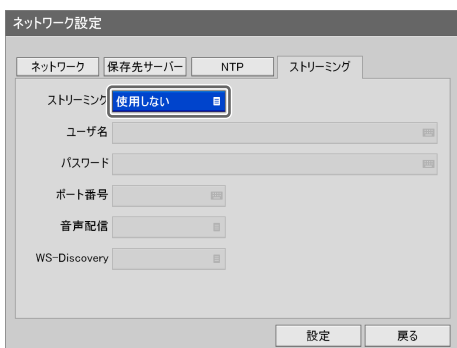 ネットワーク設定
ネットワーク 保存先サーバー NTP ストリーミング
ストリーミング 使用しない
ユーザ名
パスワード
ポート番号
音声配信
WS-Discovery
設定 戻る